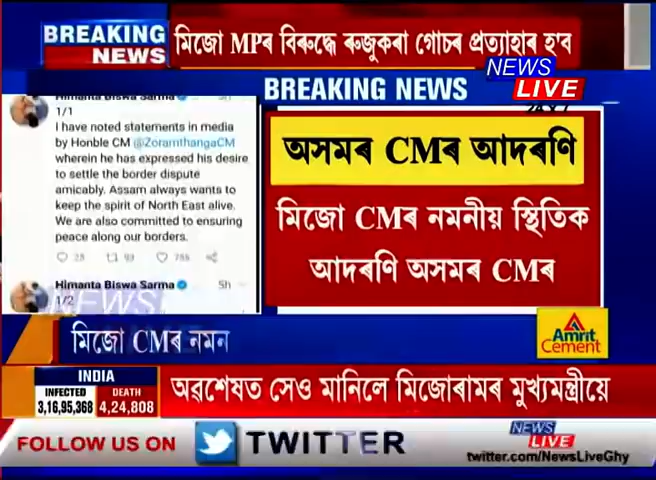 BREAKING NEWS
মিজো MPৰ বিৰুদ্ধে ৰুজুকৰা গোচৰ প্ৰত্যাহাৰ হ'ব
NEWS LIVE
BREAKING NEWS
Himanta Biswa Sarma
1/1
I have noted statements in media
by Honble CM @ZoramthangaCM
wherein he has expressed his desire
to settle the border dispute
amicably. Assam always wants to
keep the spirit of North East alive.
We are also committed to ensuring
peace along our borders.
Himanta Biswa Sarma 5h
1/2
অসমৰ CMৰ আদৰণি
মিজো CMৰ নমনীয় স্থিতিক
আদৰণি অসমৰ CMৰ
NEWS
মিজো CMৰ নমন
Amrit
Cement
INDIA
INFECTED DEATH
3,16,95,368 4,24,808
অৱশেষত সেও মানিলে মিজোৰামৰ মুখ্যমন্ত্ৰীয়ে
FOLLOW US ON TWITTER
NEWS LIVE
twitter.com/NewsLiveGhy